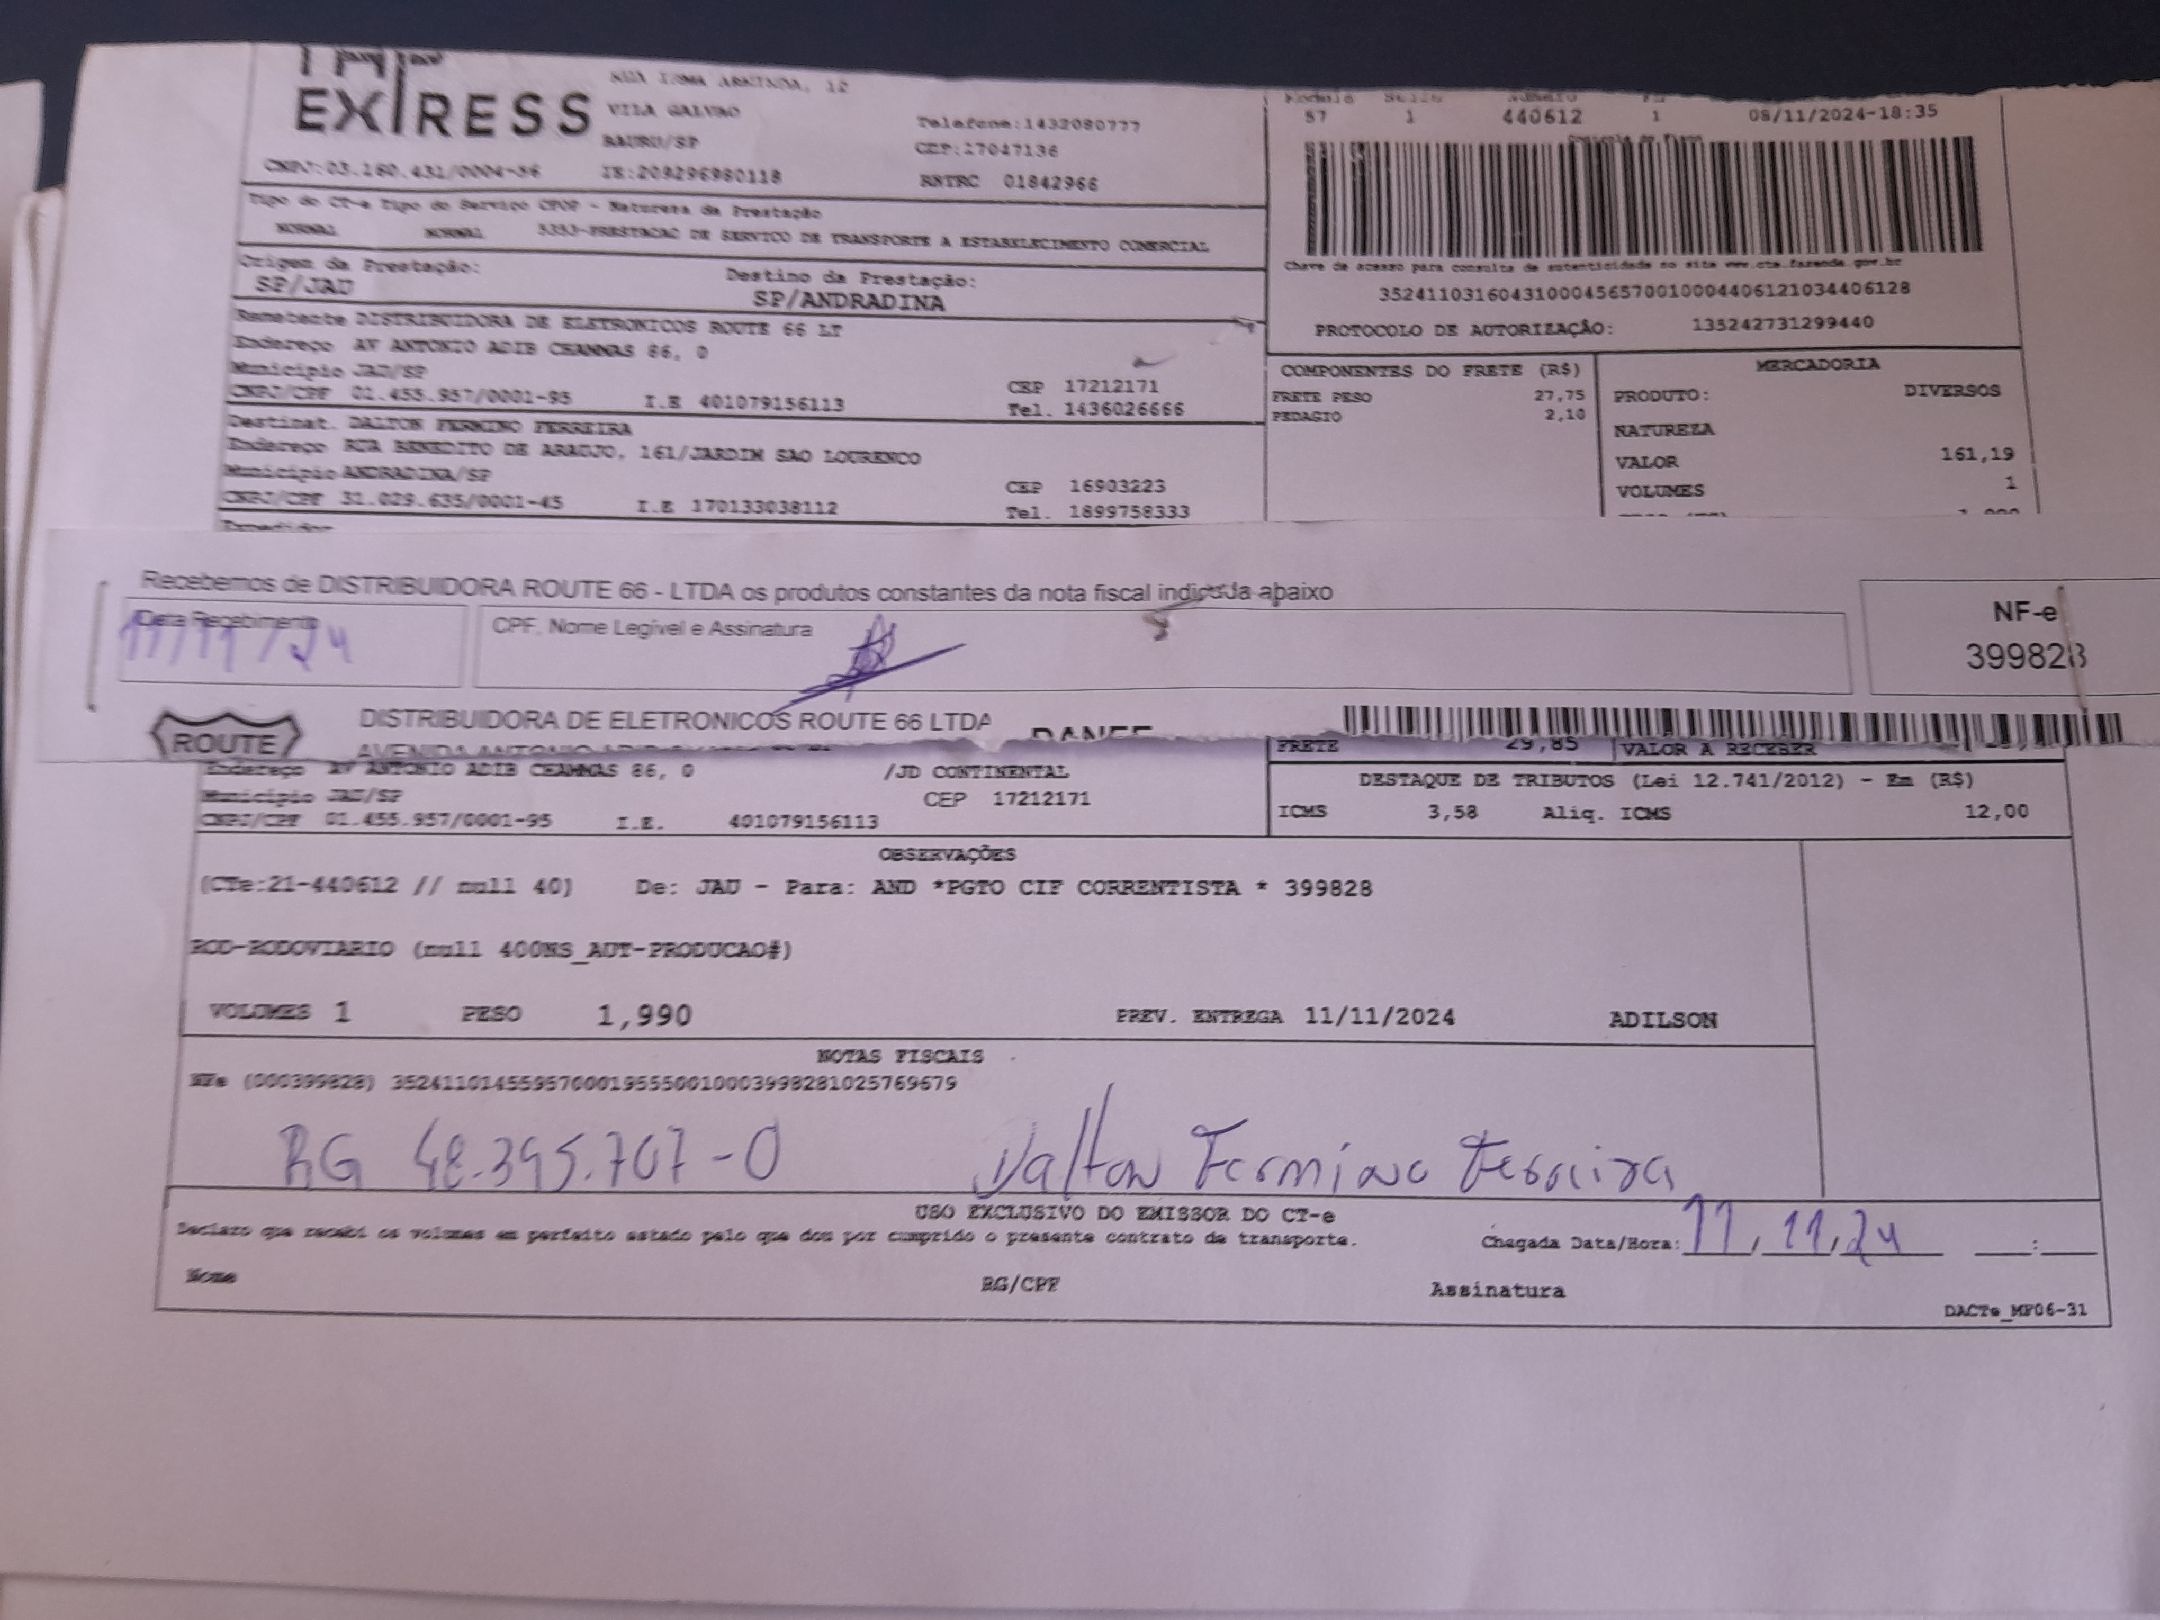 EXPRESS
VILA GALVAO
BAURU/SP
Telefone:1432080777
CEP:17047136
CNPJ:03.160.431/0004-56 IE:209296980118 RNTRC 01842966
Modelo Série Número Fl
57 1 440612 1 08/11/2024-18:35
Tipo do CT-e Tipo do Serviço CFOP - Natureza da Prestação
NORMAL NORMAL 5353-PRESTACAO DE SERVICO DE TRANSPORTE A ESTABELECIMENTO COMERCIAL
Origem da Prestação: Destino da Prestação:
SP/JAU SP/ANDRADINA
Chave de acesso para consulta de autenticidade no site www.cte.fazenda.gov.br
35241103160431000456570010004406121034406128
PROTOCOLO DE AUTORIZAÇÃO: 135242731299440
Remetente DISTRIBUIDORA DE ELETRONICOS ROUTE 66 LT
Endereço AV ANTONIO ADIB CHAMMAS 86, 0
Município JAU/SP CEP 17212171
CNPJ/CPF 01.455.957/0001-95 I.E 401079156113 Tel. 1436026666
Destinat. DALTON FERMINO FERREIRA
Endereço RUA BENEDITO DE ARAUJO, 161/JARDIM SAO LOURENCO
Município ANDRADINA/SP CEP 16903223
CNPJ/CPF 31.029.635/0001-45 I.E 170133038112 Tel. 1899758333
Expedidor
COMPONENTES DO FRETE (R$)
FRETE PESO 27,75
PEDAGIO 2,10
MERCADORIA
PRODUTO: DIVERSOS
NATUREZA
VALOR 161,19
VOLUMES 1
Recebemos de DISTRIBUIDORA ROUTE 66 - LTDA os produtos constantes da nota fiscal indicada abaixo
Data Recebimento
11/11/24
CPF, Nome Legível e Assinatura
NF-e
399828
ROUTE
DISTRIBUIDORA DE ELETRONICOS ROUTE 66 LTDA
DANFE
FRETE 29,85 VALOR A RECEBER
Endereço AV ANTONIO ADIB CHAMMAS 86, 0 /JD CONTINENTAL
Município JAU/SP CEP 17212171
CNPJ/CPF 01.455.957/0001-95 I.E. 401079156113
DESTAQUE DE TRIBUTOS (Lei 12.741/2012) - Em (R$)
ICMS 3,58 Aliq. ICMS 12,00
OBSERVAÇÕES
(CTe:21-440612 // null 40) De: JAU - Para: AND *PGTO CIF CORRENTISTA * 399828
ROD-RODOVIARIO (null 400NS_AUT-PRODUCAO#)
VOLUMES 1 PESO 1,990 PREV. ENTREGA 11/11/2024 ADILSON
NOTAS FISCAIS
NFe (000399828) 35241101455957000195550010003998281025769679
RG 48.395.707-0 Dalton Fermino Ferreira
USO EXCLUSIVO DO EMISSOR DO CT-e
Declaro que recebi os volumes em perfeito estado pelo que dou por cumprido o presente contrato de transporte.
Chegada Data/Hora: 11, 11, 24 __:__
Nome RG/CPF Assinatura
DACTe_MP06-31